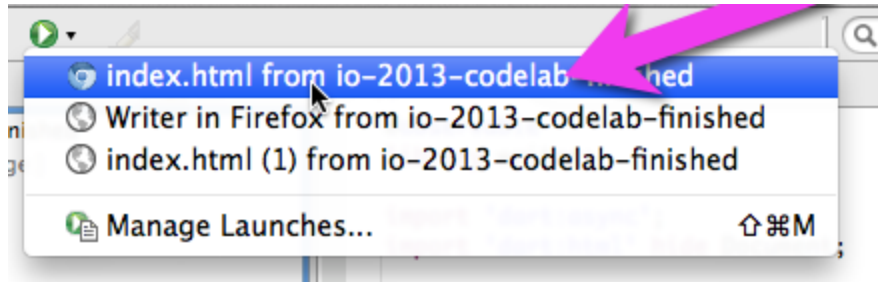 index.html from io-2013-codelab-finished
Writer in Firefox from io-2013-codelab-finished
index.html (1) from io-2013-codelab-finished
Manage Launches... ⇧⌘M